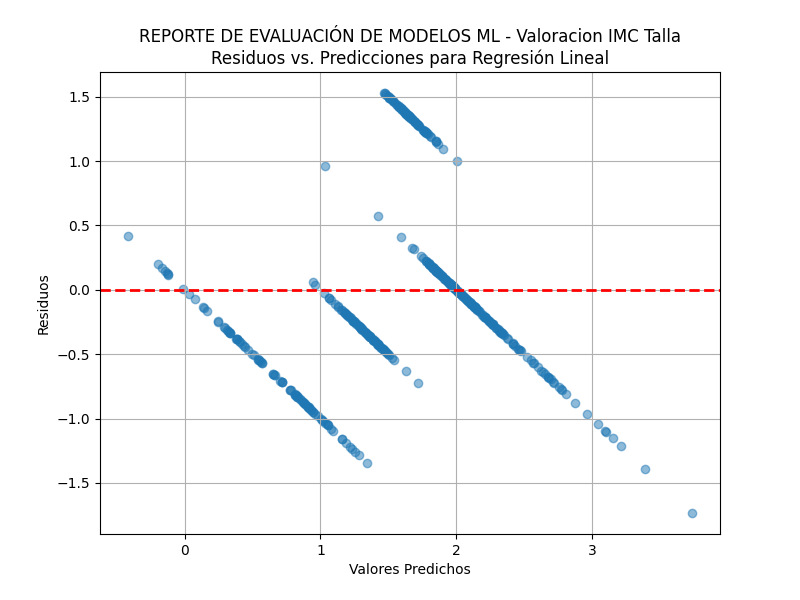 REPORTE DE EVALUACIÓN DE MODELOS ML - Valoracion IMC Talla
Residuos vs. Predicciones para Regresión Lineal
1.5
1.0
0.5
0.0
−0.5
−1.0
−1.5
Residuos
0 1 2 3
Valores Predichos